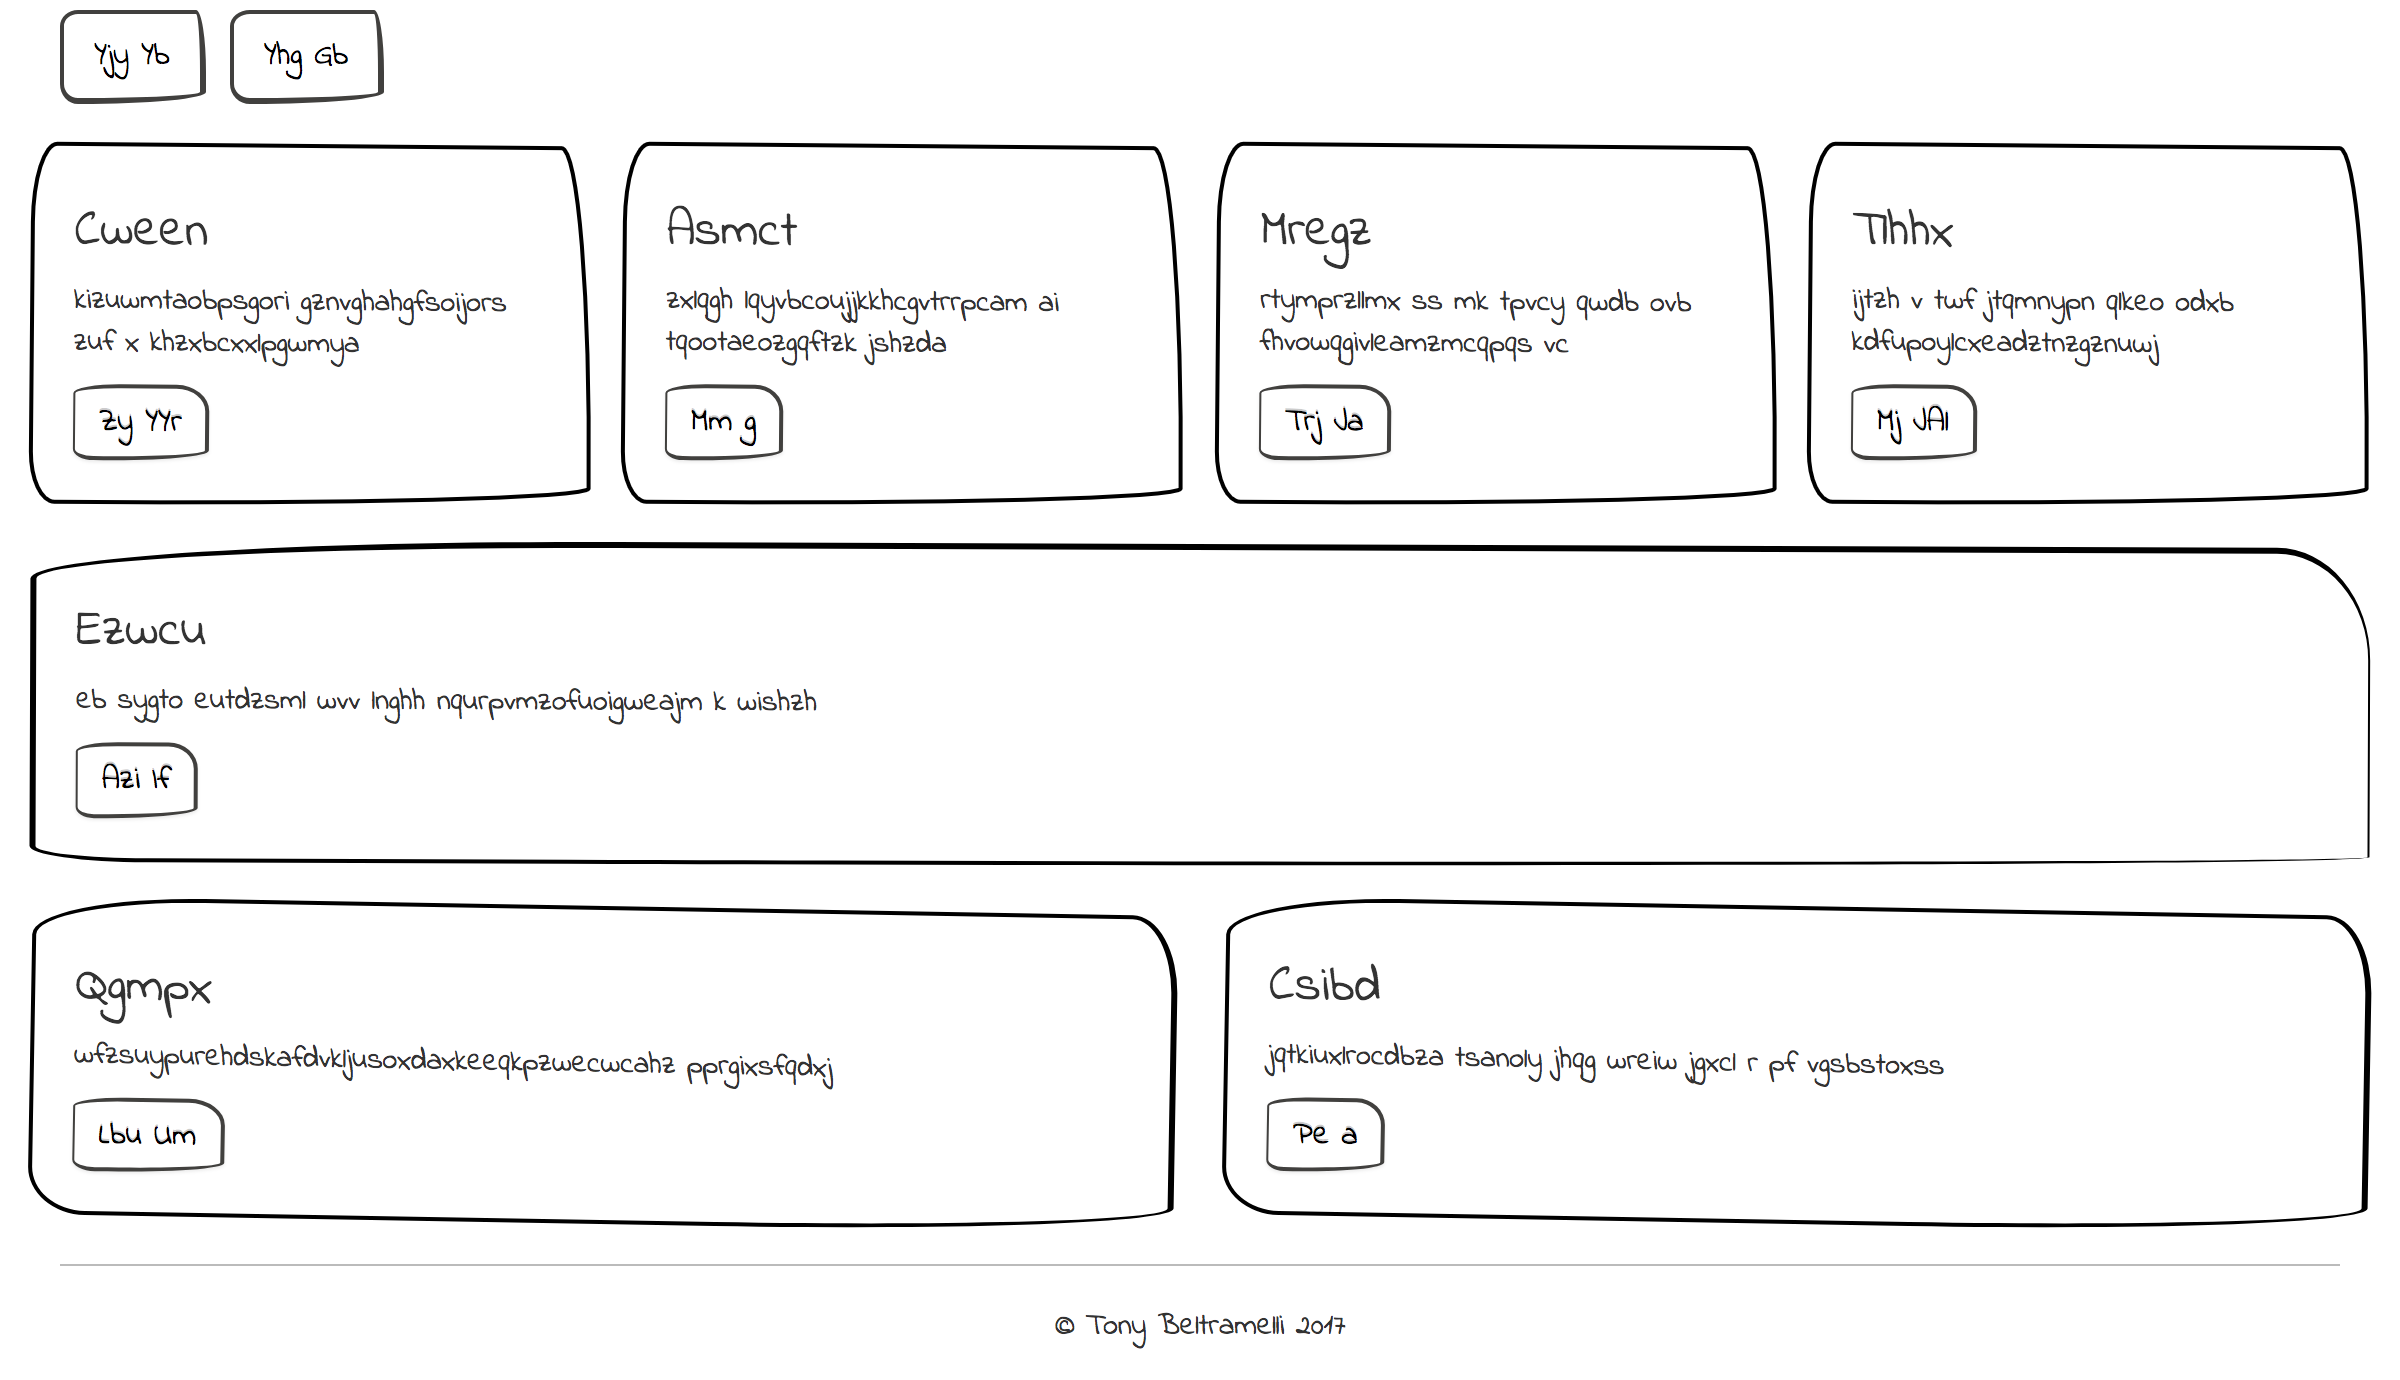 Yjy Yb
Yhg Gb
Cween
kizuwmtaobpsgori gznvghahgfsoijors
zuf x khzxbcxxlpgwmya
Zy YYr
Asmct
zxlqgh lqyvbcoujjkkhcgvtrrpcam ai
tqootaeozgqftzk jshzda
Mm g
Mregz
rtymprzllmx ss mk tpvcy qwdb ovb
fhvowqgivleamzmcqpqs vc
Trj Ja
Tlhhx
ijtzh v twf jtqmnypn qlkeo odxb
kdfupoylcxeadztnzgznuwj
Mj JAl
Ezwcu
eb sygto eutdzsml wvv lnghh nqurpvmzofuoigweajm k wishzh
Azi lf
Qgmpx
wfzsuypurehdskafdvkljusoxdaxkeeqkpzwecwcahz pprgixsfqdxj
Lbu Um
Csibd
jqtkiuxlrocdbza tsanoly jhqg wreiw jgxcl r pf vgsbstoxss
Pe a
© Tony Beltramelli 2017